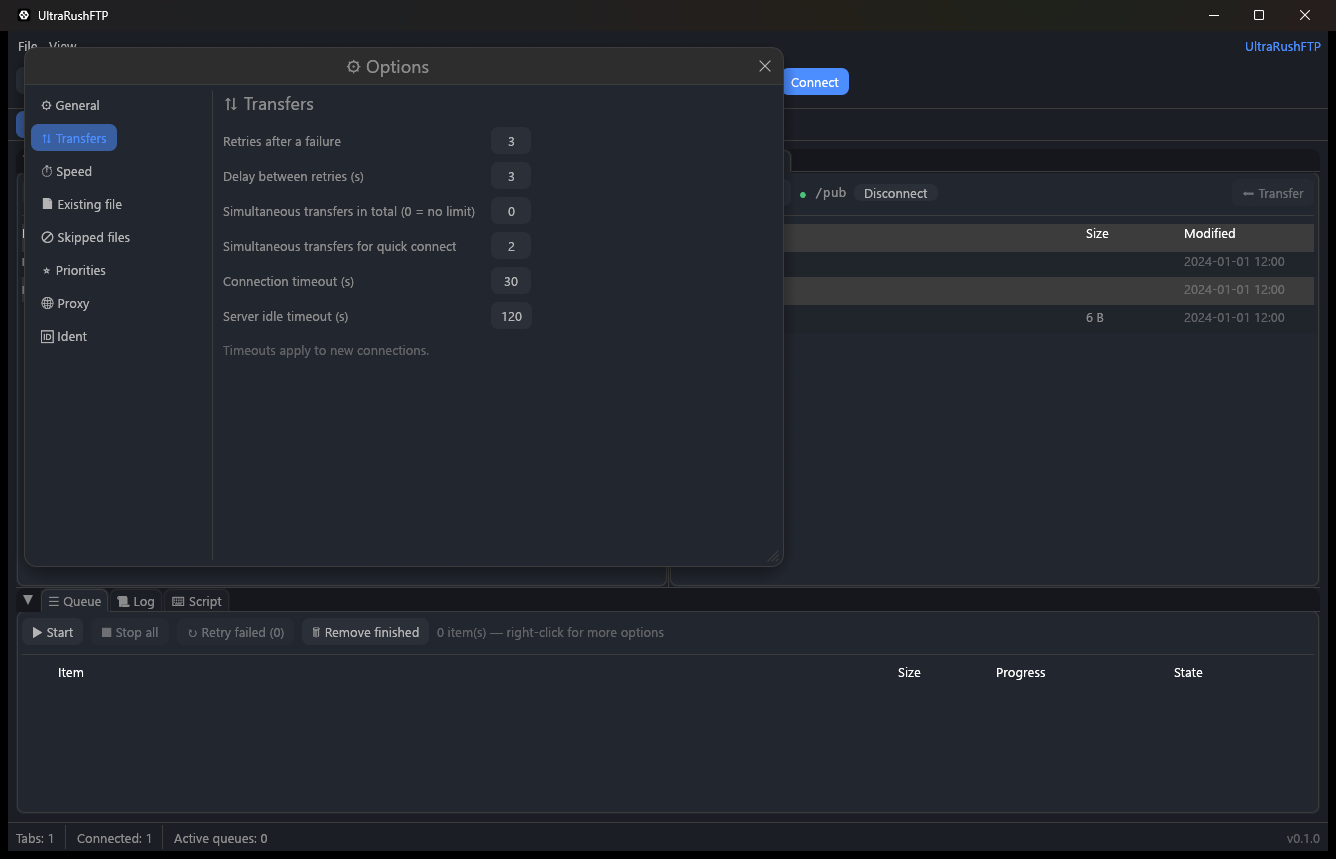 UltraRushFTP
File View
UltraRushFTP
Options
Connect
General
Transfers
Speed
Existing file
Skipped files
Priorities
Proxy
Ident
Transfers
Retries after a failure 3
Delay between retries (s) 3
Simultaneous transfers in total (0 = no limit) 0
Simultaneous transfers for quick connect 2
Connection timeout (s) 30
Server idle timeout (s) 120
Timeouts apply to new connections.
/pub Disconnect Transfer
Size Modified
2024-01-01 12:00
2024-01-01 12:00
6 B 2024-01-01 12:00
Queue Log Script
Start Stop all Retry failed (0) Remove finished 0 item(s) — right-click for more options
Item Size Progress State
Tabs: 1 Connected: 1 Active queues: 0 v0.1.0